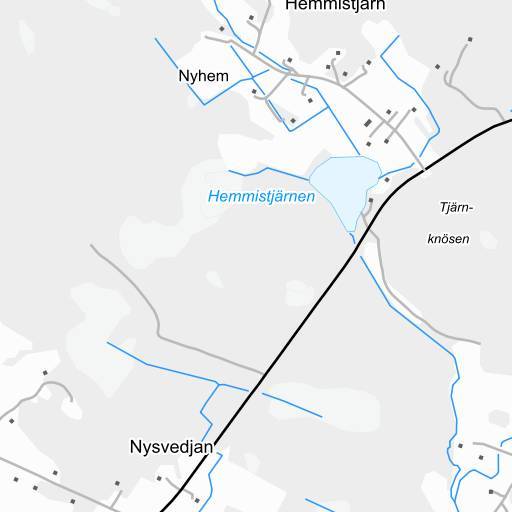 Hemmistjärn
Nyhem
Hemmistjärnen
Tjärn-
knösen
Nysvedjan